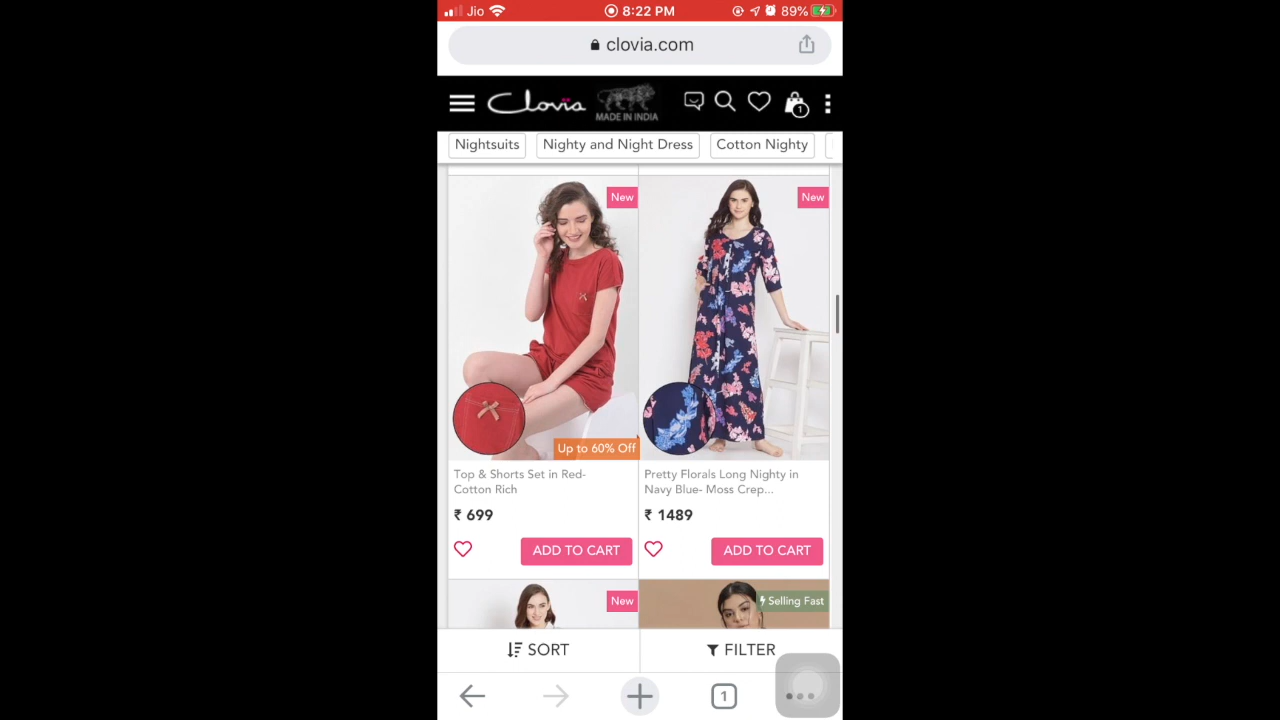 Jio 8:22 PM 89%
clovia.com
Clovia MADE IN INDIA 1
Nightsuits Nighty and Night Dress Cotton Nighty
New New
Up to 60% Off
Top & Shorts Set in Red-
Cotton Rich
₹ 699
ADD TO CART
Pretty Florals Long Nighty in
Navy Blue- Moss Crep...
₹ 1489
ADD TO CART
New Selling Fast
SORT FILTER
1